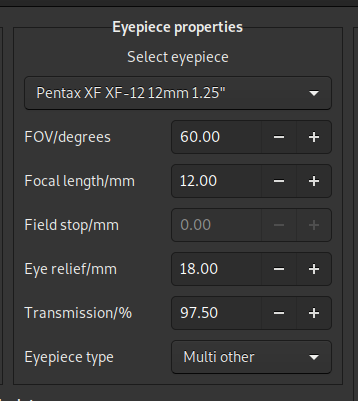 Eyepiece properties
Select eyepiece
Pentax XF XF-12 12mm 1.25"
FOV/degrees 60.00 − +
Focal length/mm 12.00 − +
Field stop/mm 0.00 − +
Eye relief/mm 18.00 − +
Transmission/% 97.50 − +
Eyepiece type Multi other